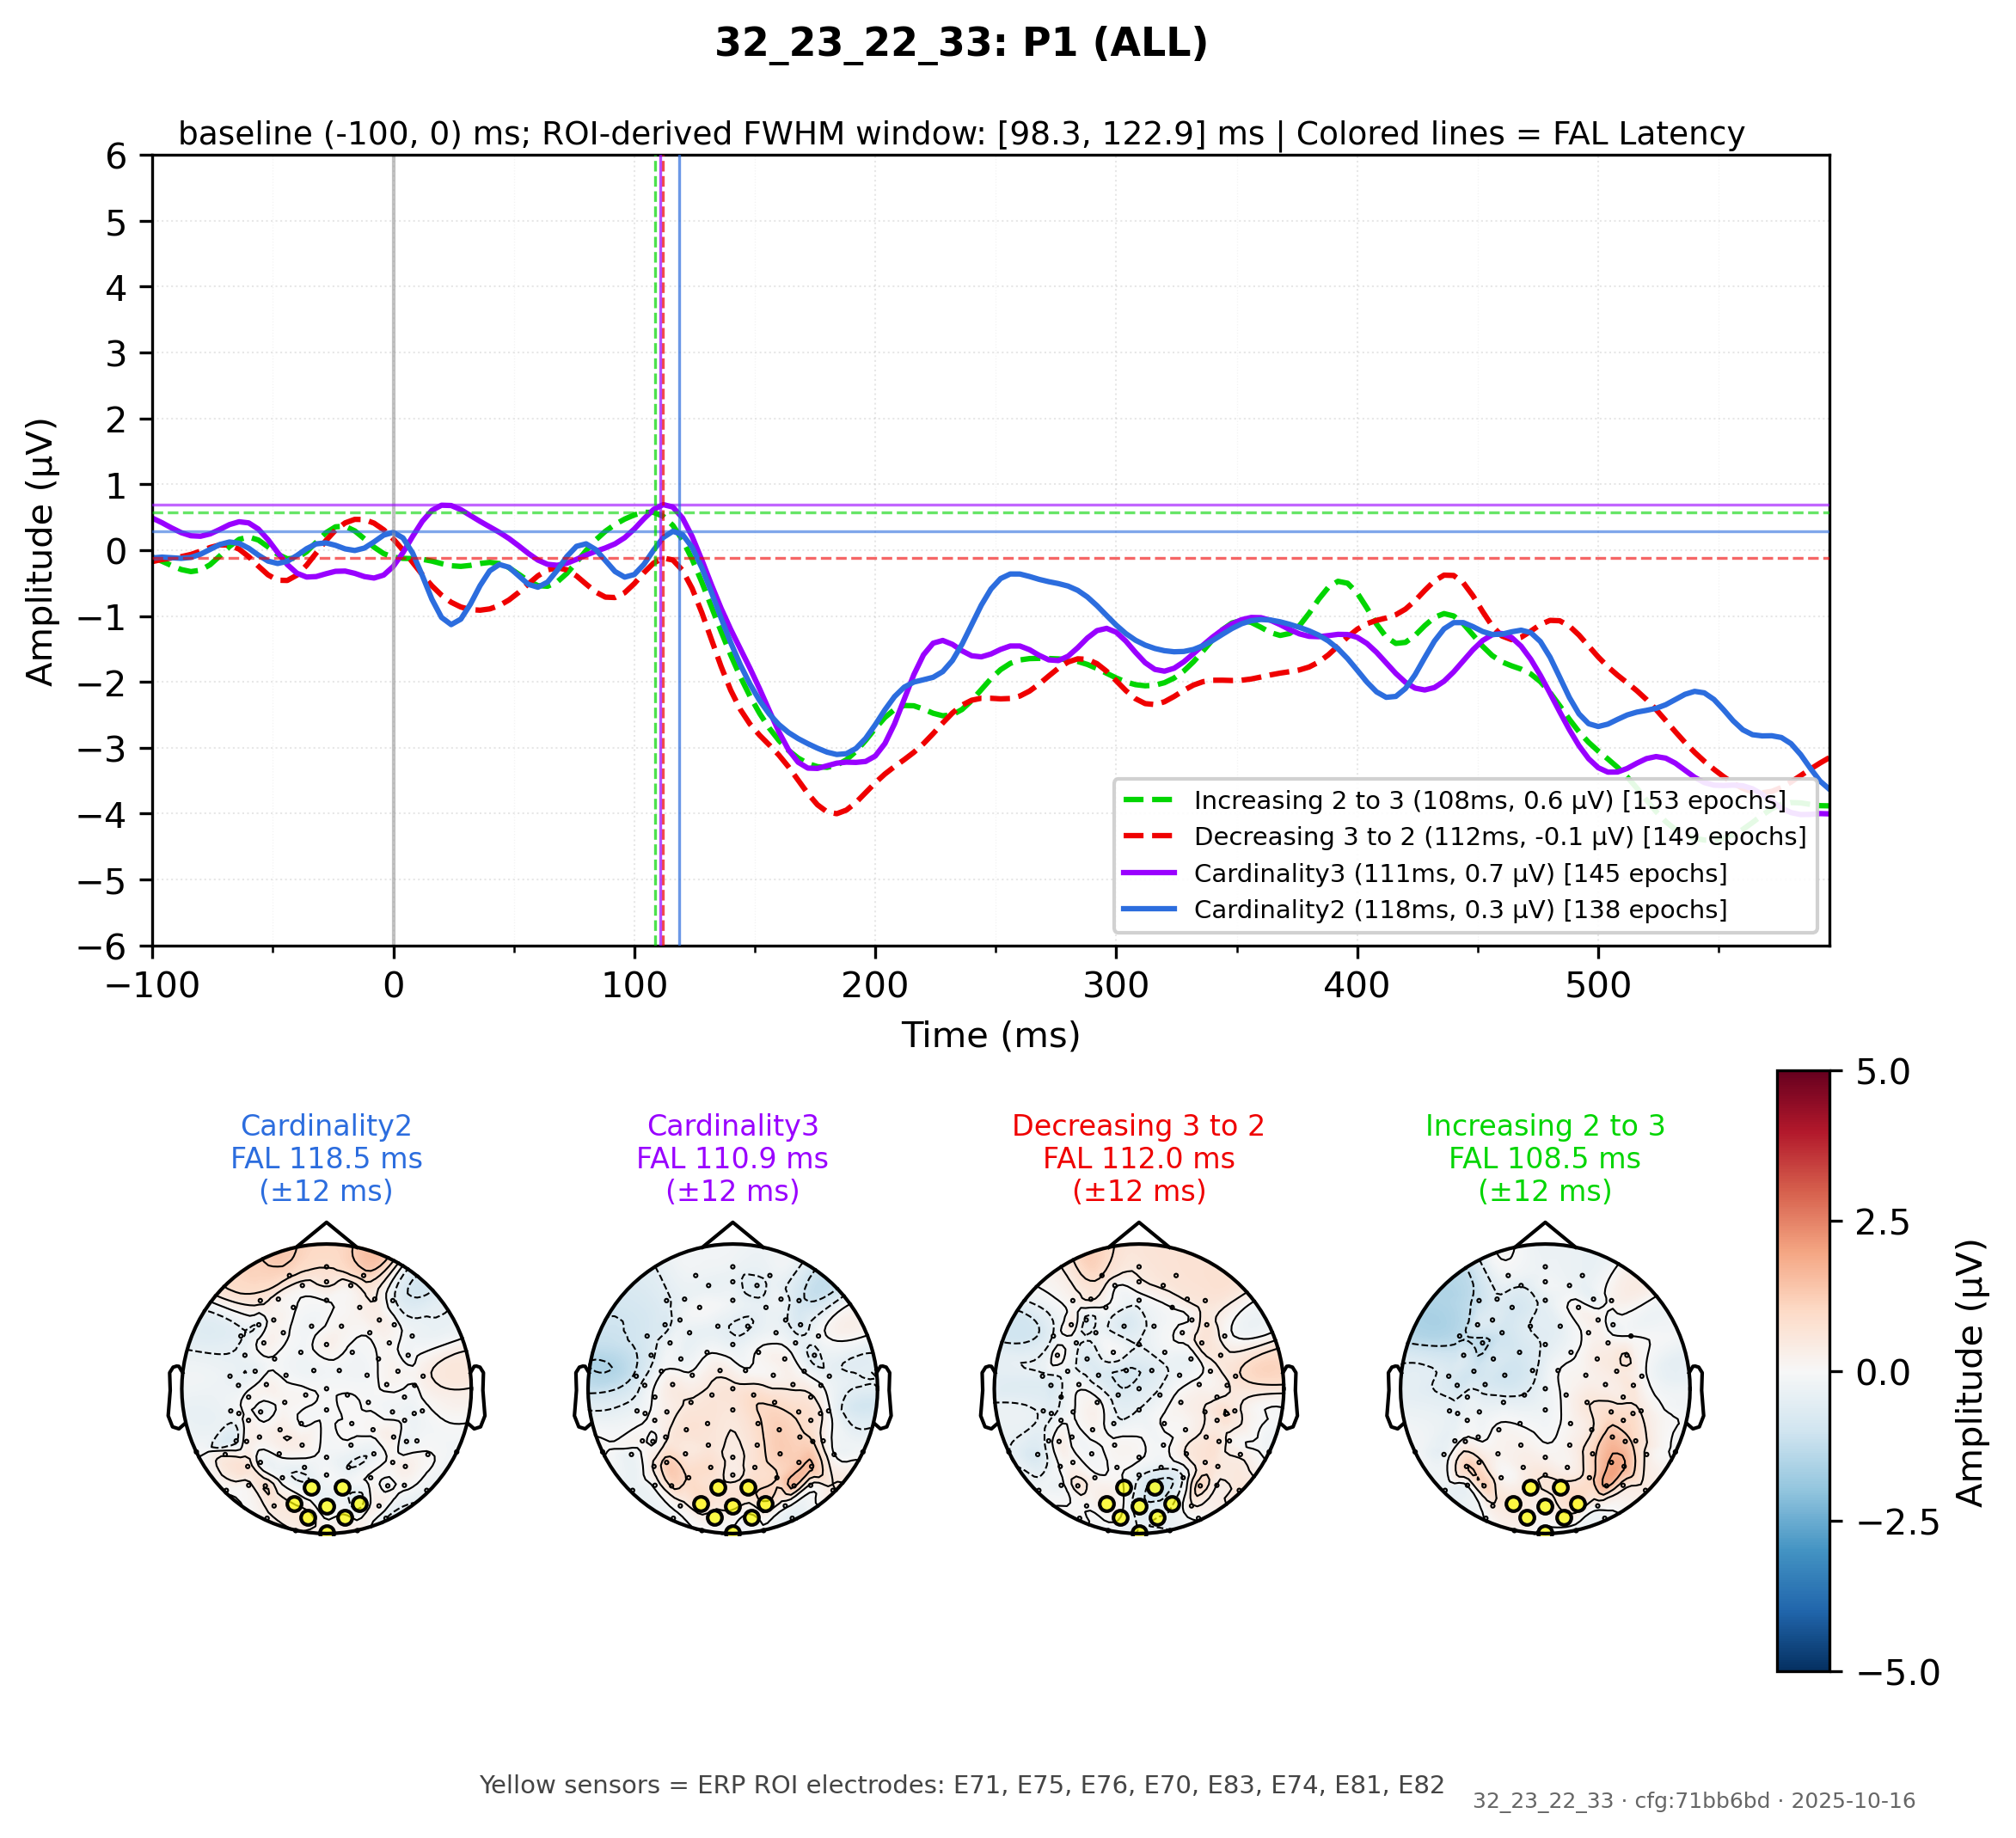 32_23_22_33: P1 (ALL)
baseline (-100, 0) ms; ROI-derived FWHM window: [98.3, 122.9] ms | Colored lines = FAL Latency
6
5
4
3
2
1
0
−1
−2
−3
−4
−5
−6
Amplitude (µV)
Increasing 2 to 3 (108ms, 0.6 µV) [153 epochs]
Decreasing 3 to 2 (112ms, -0.1 µV) [149 epochs]
Cardinality3 (111ms, 0.7 µV) [145 epochs]
Cardinality2 (118ms, 0.3 µV) [138 epochs]
−100 0 100 200 300 400 500
Time (ms)
Cardinality2
FAL 118.5 ms
(±12 ms)
Cardinality3
FAL 110.9 ms
(±12 ms)
Decreasing 3 to 2
FAL 112.0 ms
(±12 ms)
Increasing 2 to 3
FAL 108.5 ms
(±12 ms)
5.0
2.5
0.0
−2.5
−5.0
Amplitude (µV)
Yellow sensors = ERP ROI electrodes: E71, E75, E76, E70, E83, E74, E81, E82
32_23_22_33 · cfg:71bb6bd · 2025-10-16